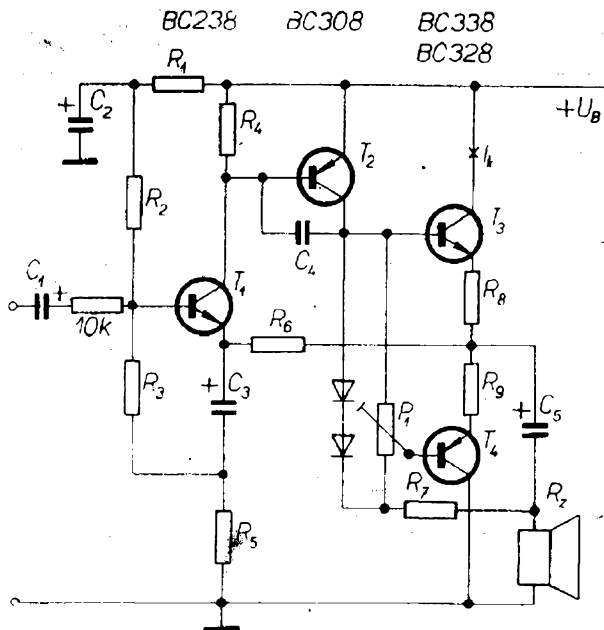 BC238 BC308 BC338
BC328
R1
+ C2
R4
+UB
T2
Ik
R2
T3
C4
C1
+
T1
10k
R8
R6
R3
+ C3
R9
P1
+ C5
T4
R7
Rz
R5